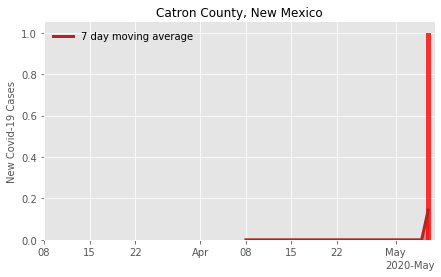 Catron County, New Mexico
7 day moving average
New Covid-19 Cases
1.0
0.8
0.6
0.4
0.2
0.0
08 15 22 Apr 08 15 22 May
2020-May